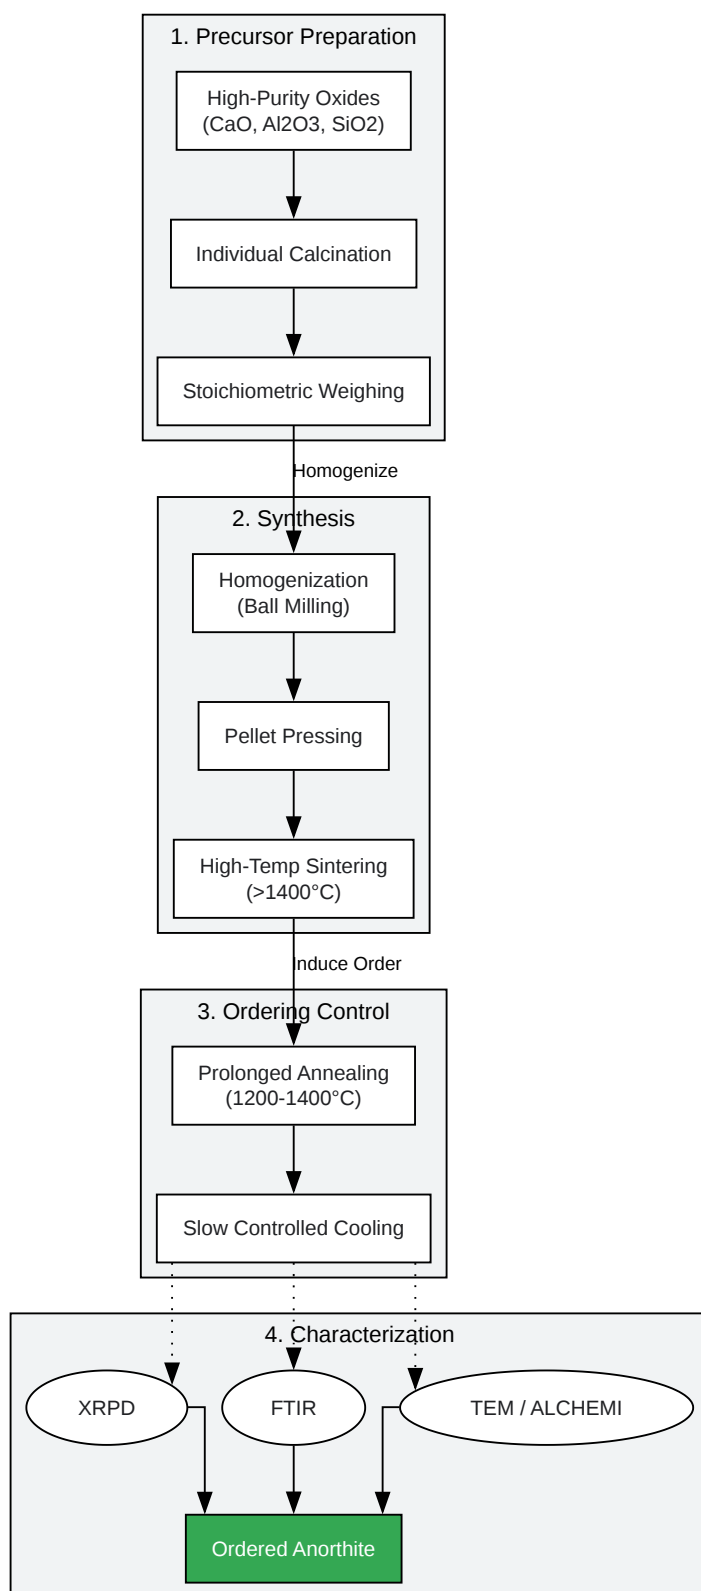 1. Precursor Preparation
High-Purity Oxides
(CaO, Al2O3, SiO2)
Individual Calcination
Stoichiometric Weighing
Homogenize
2. Synthesis
Homogenization
(Ball Milling)
Pellet Pressing
High-Temp Sintering
(>1400°C)
Induce Order
3. Ordering Control
Prolonged Annealing
(1200-1400°C)
Slow Controlled Cooling
4. Characterization
XRPD
FTIR
TEM / ALCHEMI
Ordered Anorthite